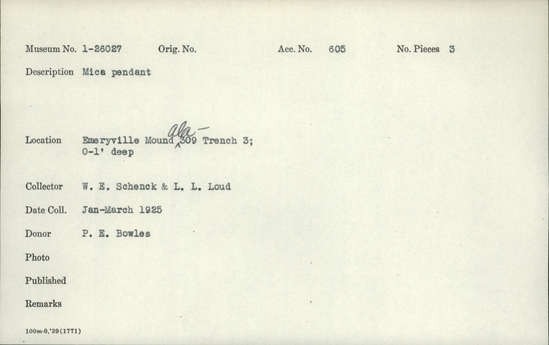 Museum No. 1-26027 Orig. No. Acc. No. 605 No. Pieces 3
Description Mica pendant
Location Emeryville Mound Ala-309 Trench 3;
0-1' deep
Collector W. E. Schenck & L. L. Loud
Date Coll. Jan-March 1925
Donor P. E. Bowles
Photo
Published
Remarks
100m-8,'39(1771)